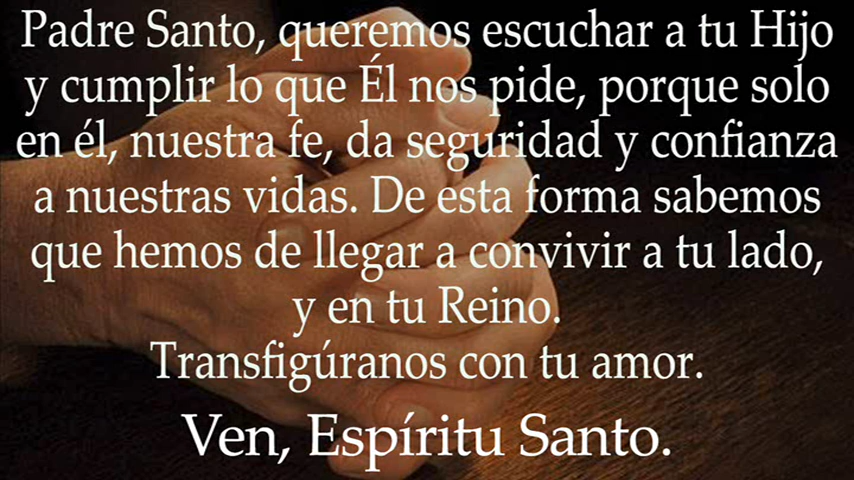 Padre Santo, queremos escuchar a tu Hijo
y cumplir lo que Él nos pide, porque solo
en él, nuestra fe, da seguridad y confianza
a nuestras vidas. De esta forma sabemos
que hemos de llegar a convivir a tu lado,
y en tu Reino.
Transfigúranos con tu amor.
Ven, Espíritu Santo.